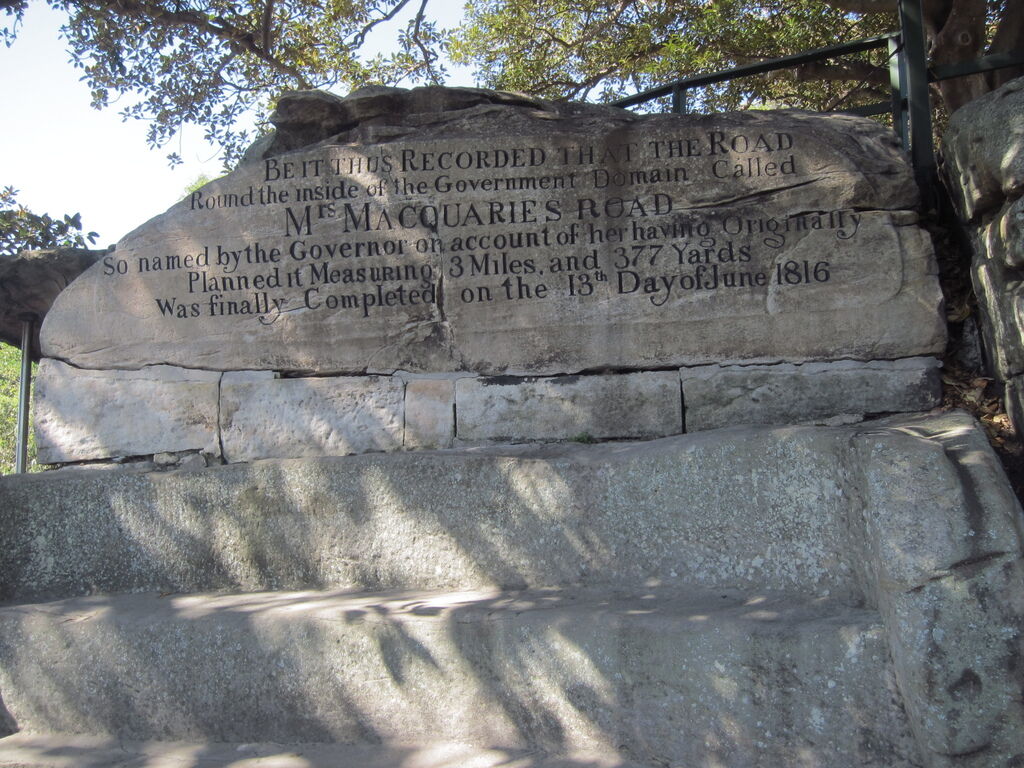 BE IT THUS RECORDED THAT THE ROAD
Round the inside of the Government Domain Called
Mrs MACQUARIES ROAD
So named by the Governor on account of her having Originally
Planned it Measuring 3 Miles, and 377 Yards
Was finally Completed on the 13th Day of June 1816